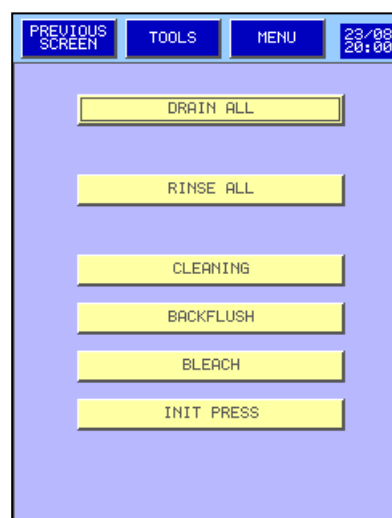 PREVIOUS
SCREEN
TOOLS
MENU
23/08
20:00
DRAIN ALL
RINSE ALL
CLEANING
BACKFLUSH
BLEACH
INIT PRESS